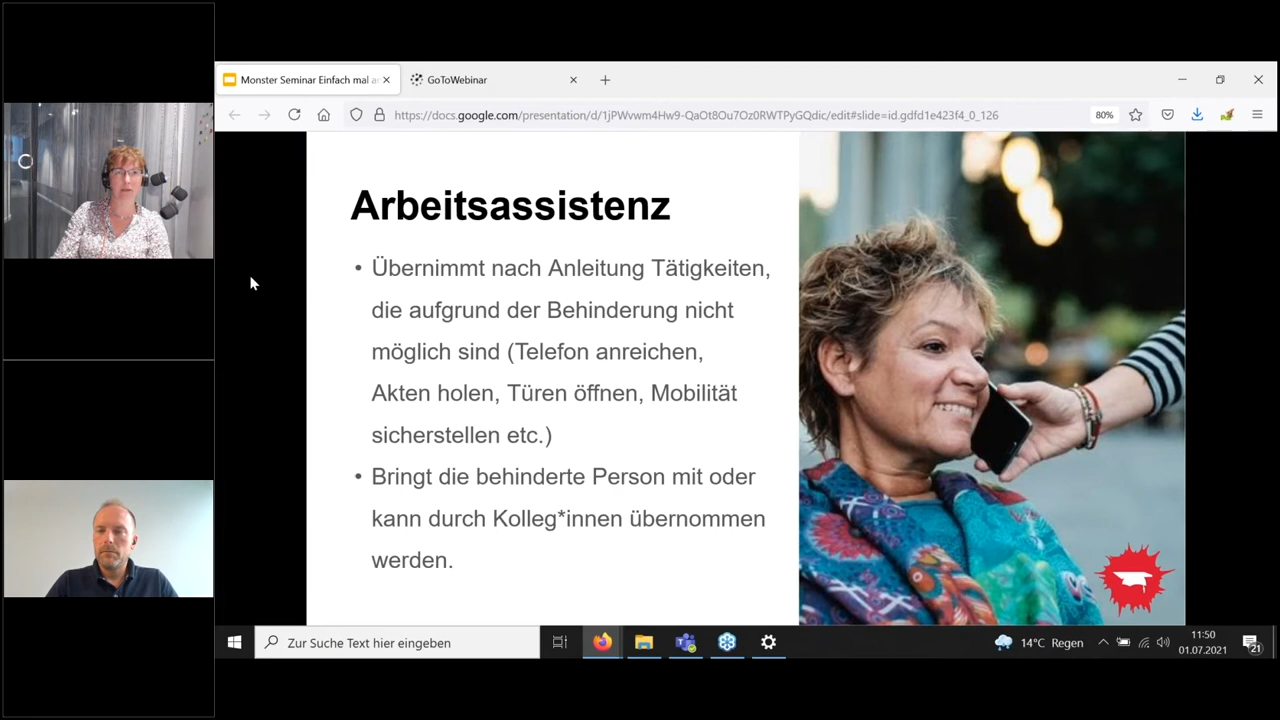 Monster Seminar Einfach mal a
GoToWebinar
https://docs.google.com/presentation/d/1jPWvwm4Hw9-QaOt8Ou7Oz0RWTPyGQdic/edit#slide=id.gdfd1e423f4_0_126
80%
Arbeitsassistenz
• Übernimmt nach Anleitung Tätigkeiten,
die aufgrund der Behinderung nicht
möglich sind (Telefon anreichen,
Akten holen, Türen öffnen, Mobilität
sicherstellen etc.)
• Bringt die behinderte Person mit oder
kann durch Kolleg*innen übernommen
werden.
Zur Suche Text hier eingeben
14°C Regen
11:50
01.07.2021
21